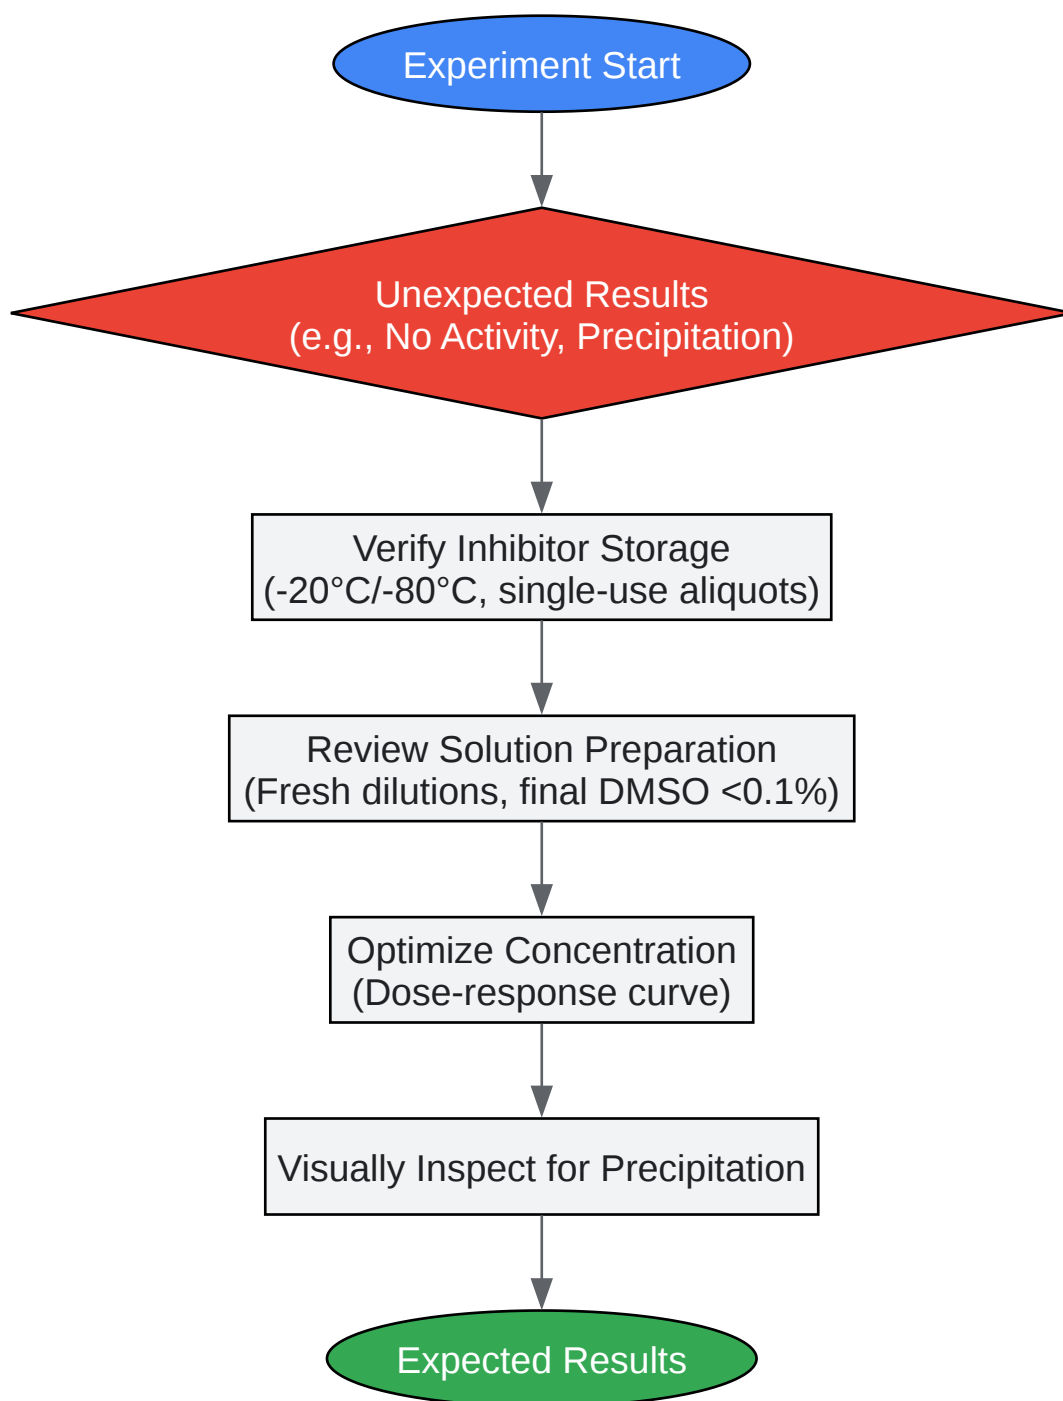 Experiment Start
Unexpected Results
(e.g., No Activity, Precipitation)
Verify Inhibitor Storage
(-20°C/-80°C, single-use aliquots)
Review Solution Preparation
(Fresh dilutions, final DMSO <0.1%)
Optimize Concentration
(Dose-response curve)
Visually Inspect for Precipitation
Expected Results